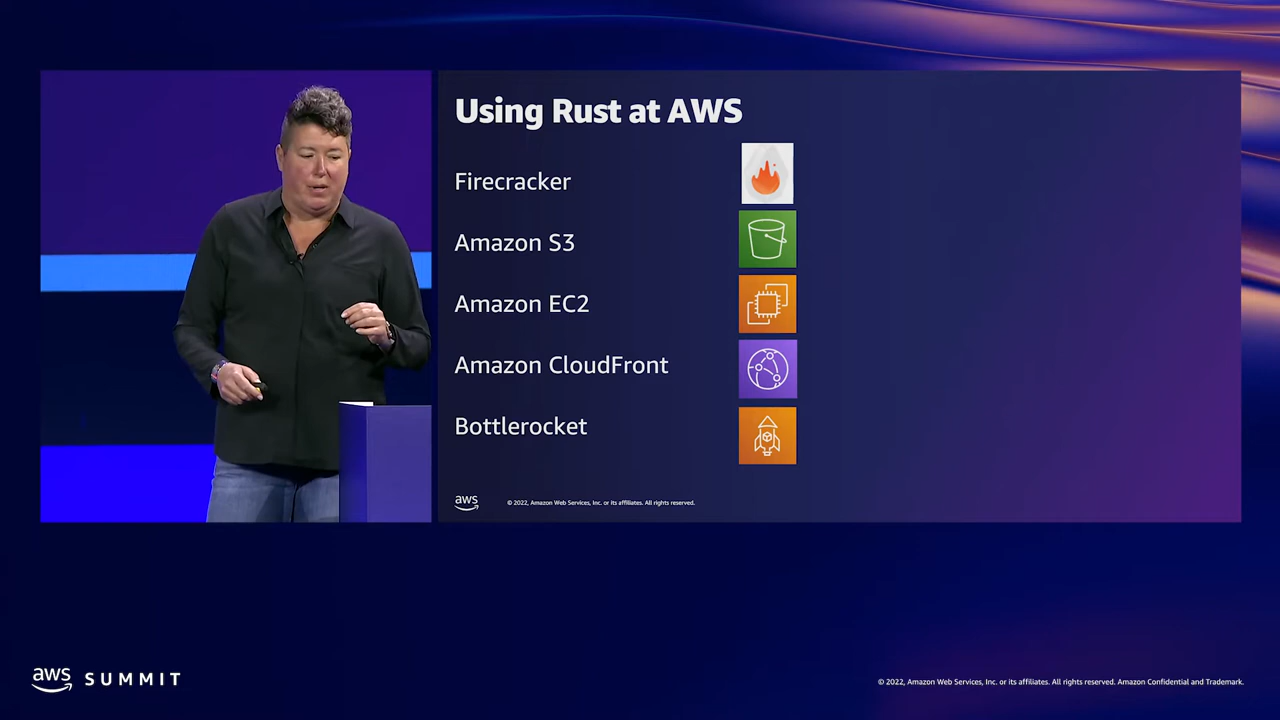 Using Rust at AWS
Firecracker
Amazon S3
Amazon EC2
Amazon CloudFront
Bottlerocket
aws
© 2022, Amazon Web Services, Inc. or its affiliates. All rights reserved.
aws SUMMIT
© 2022, Amazon Web Services, Inc. or its affiliates. All rights reserved. Amazon Confidential and Trademark.